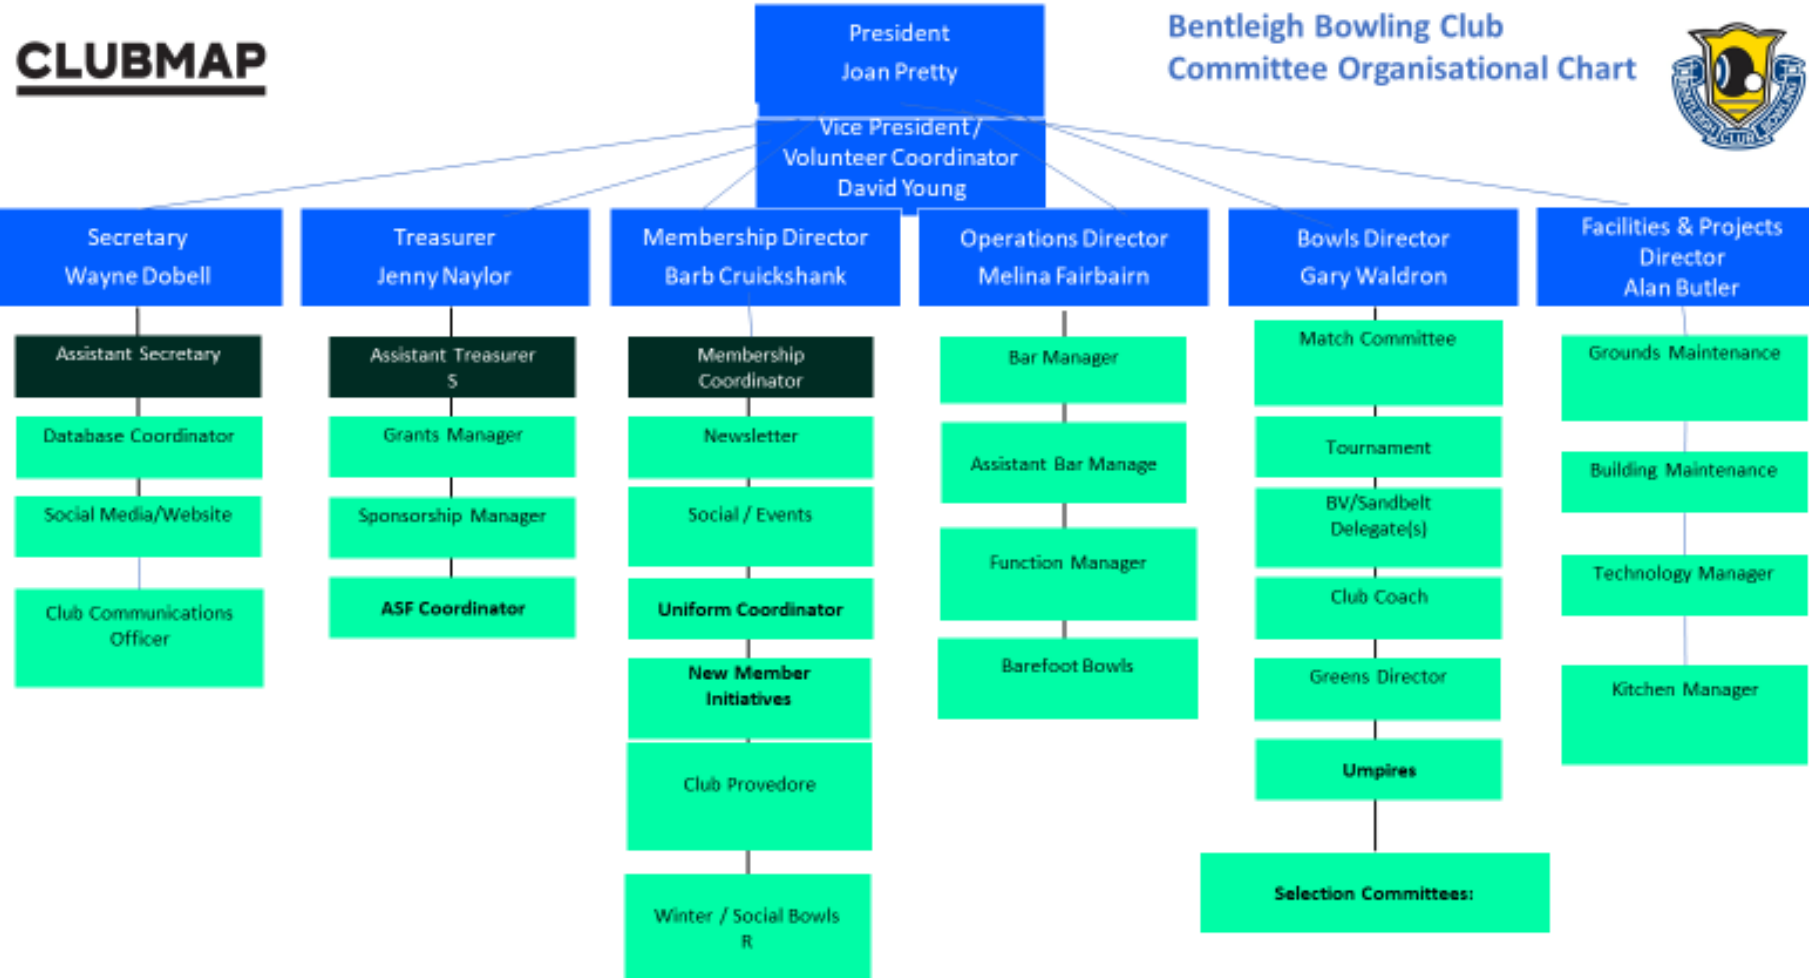 CLUBMAP
President
Joan Pretty
Bentleigh Bowling Club
Committee Organisational Chart
BENTLEIGH CLUB BOWLING
Vice President /
Volunteer Coordinator
David Young
Secretary
Wayne Dobell
Treasurer
Jenny Naylor
Membership Director
Barb Cruickshank
Operations Director
Melina Fairbairn
Bowls Director
Gary Waldron
Facilities & Projects
Director
Alan Butler
Assistant Secretary
Database Coordinator
Social Media/Website
Club Communications
Officer
Assistant Treasurer
S
Grants Manager
Sponsorship Manager
ASF Coordinator
Membership
Coordinator
Newsletter
Social / Events
Uniform Coordinator
New Member
Initiatives
Club Provedore
Winter / Social Bowls
R
Bar Manager
Assistant Bar Manage
Function Manager
Barefoot Bowls
Match Committee
Tournament
BV/Sandbelt
Delegate(s)
Club Coach
Greens Director
Umpires
Selection Committees:
Grounds Maintenance
Building Maintenance
Technology Manager
Kitchen Manager